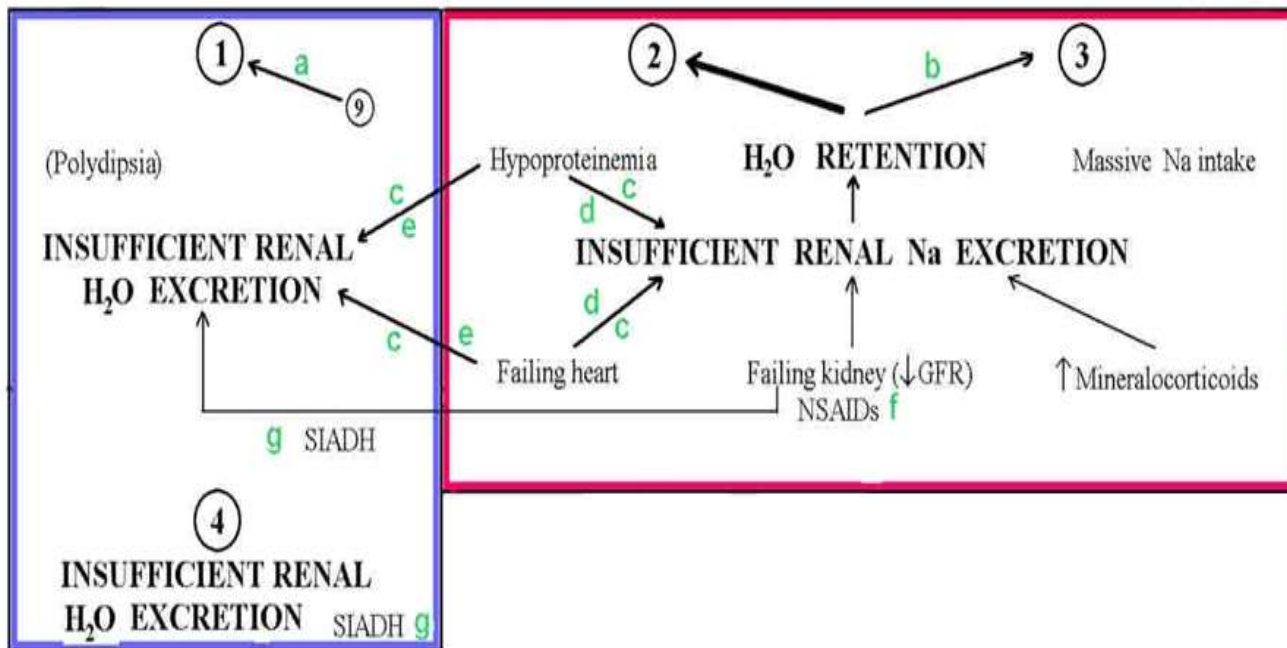 1
a
9
(Polydipsia)
INSUFFICIENT RENAL
H₂O EXCRETION
g SIADH
4
INSUFFICIENT RENAL
H₂O EXCRETION SIADH g
2
b
3
Hypoproteinemia
H₂O RETENTION
Massive Na intake
c
e
c
d
INSUFFICIENT RENAL Na EXCRETION
c
e
d
c
Failing heart
Failing kidney (↓GFR)
NSAIDs f
↑Mineralocorticoids